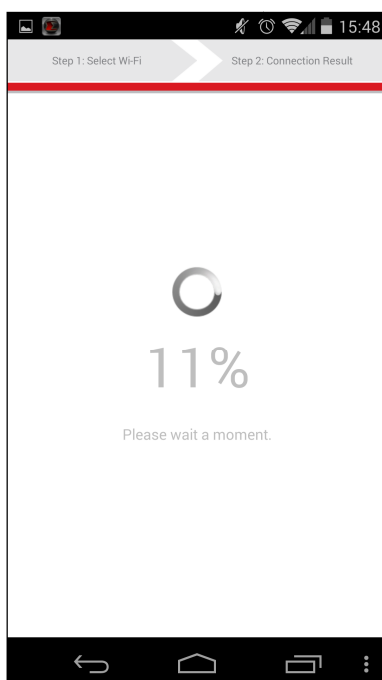 15:48
Step 1: Select Wi-Fi
Step 2: Connection Result
11%
Please wait a moment.